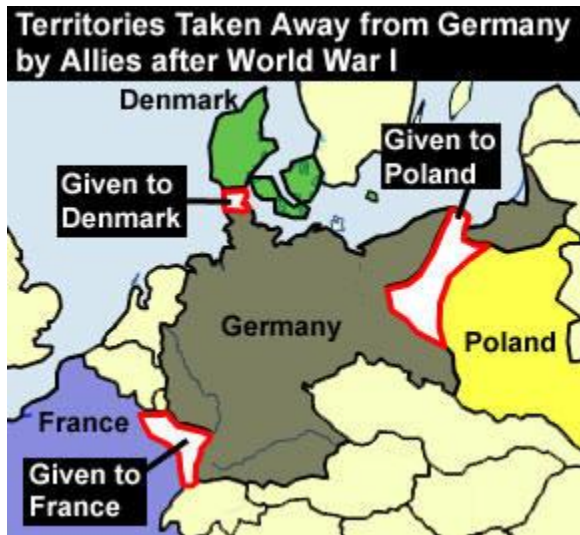 Territories Taken Away from Germany
by Allies after World War I
Denmark
Given to
Poland
Given to
Denmark
Germany
Poland
France
Given to
France